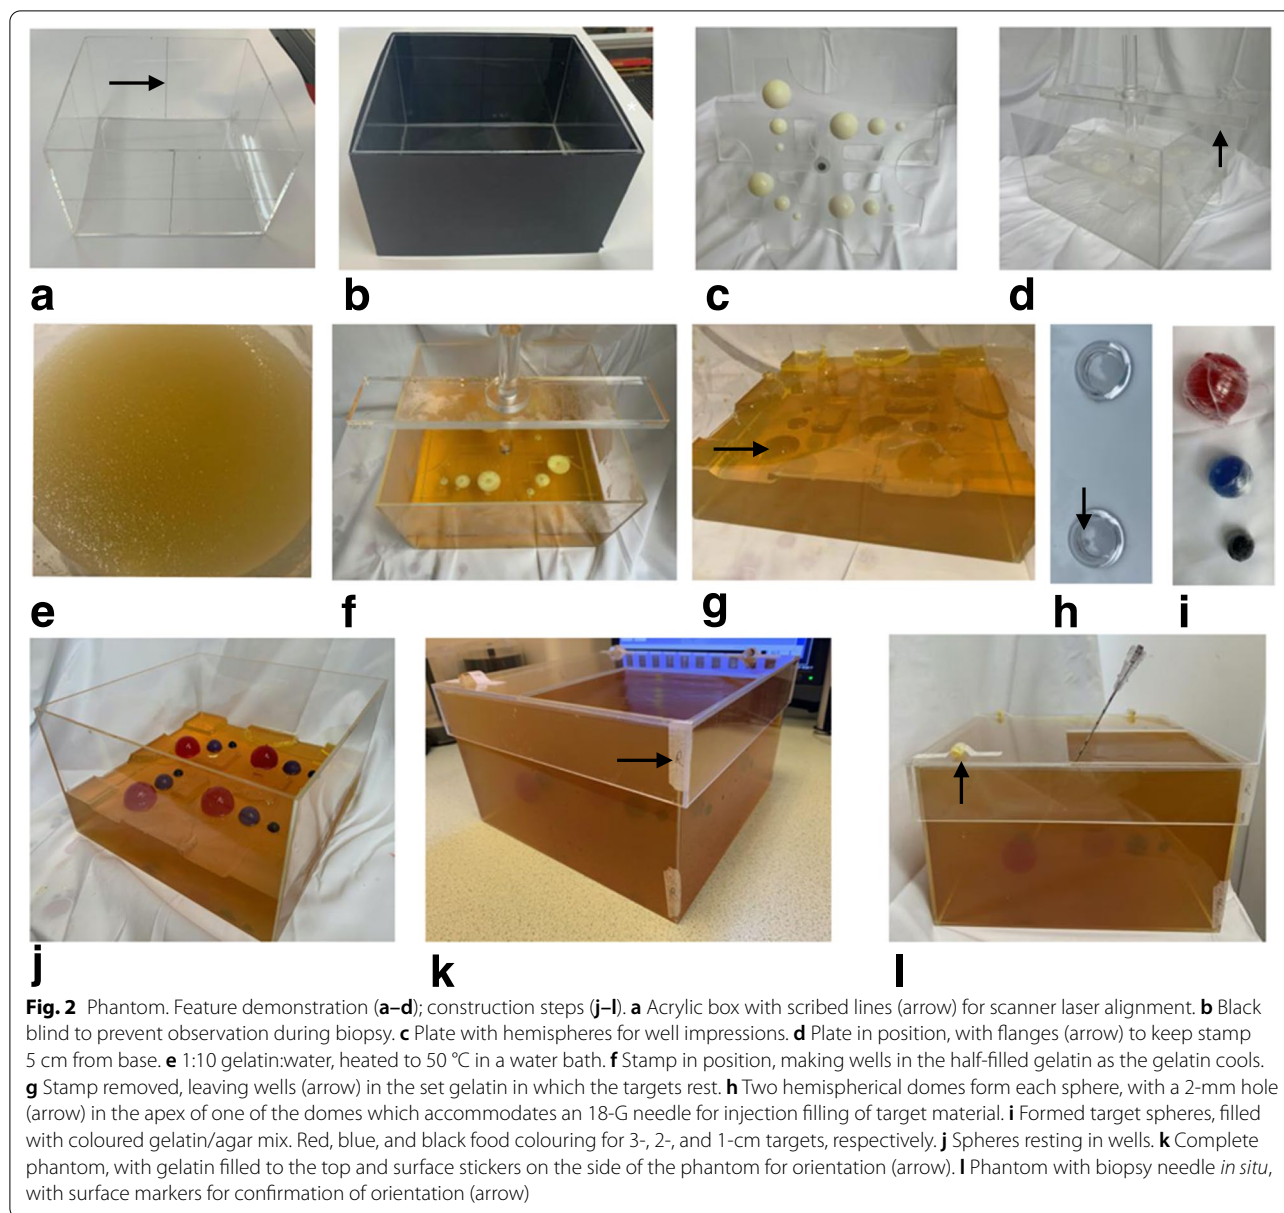 a
b
c
d
e
f
g
h
i
j
k
l
Fig. 2 Phantom. Feature demonstration (a–d); construction steps (j–l). a Acrylic box with scribed lines (arrow) for scanner laser alignment. b Black
blind to prevent observation during biopsy. c Plate with hemispheres for well impressions. d Plate in position, with flanges (arrow) to keep stamp
5 cm from base. e 1:10 gelatin:water, heated to 50 °C in a water bath. f Stamp in position, making wells in the half-filled gelatin as the gelatin cools.
g Stamp removed, leaving wells (arrow) in the set gelatin in which the targets rest. h Two hemispherical domes form each sphere, with a 2-mm hole
(arrow) in the apex of one of the domes which accommodates an 18-G needle for injection filling of target material. i Formed target spheres, filled
with coloured gelatin/agar mix. Red, blue, and black food colouring for 3-, 2-, and 1-cm targets, respectively. j Spheres resting in wells. k Complete
phantom, with gelatin filled to the top and surface stickers on the side of the phantom for orientation (arrow). l Phantom with biopsy needle in situ,
with surface markers for confirmation of orientation (arrow)